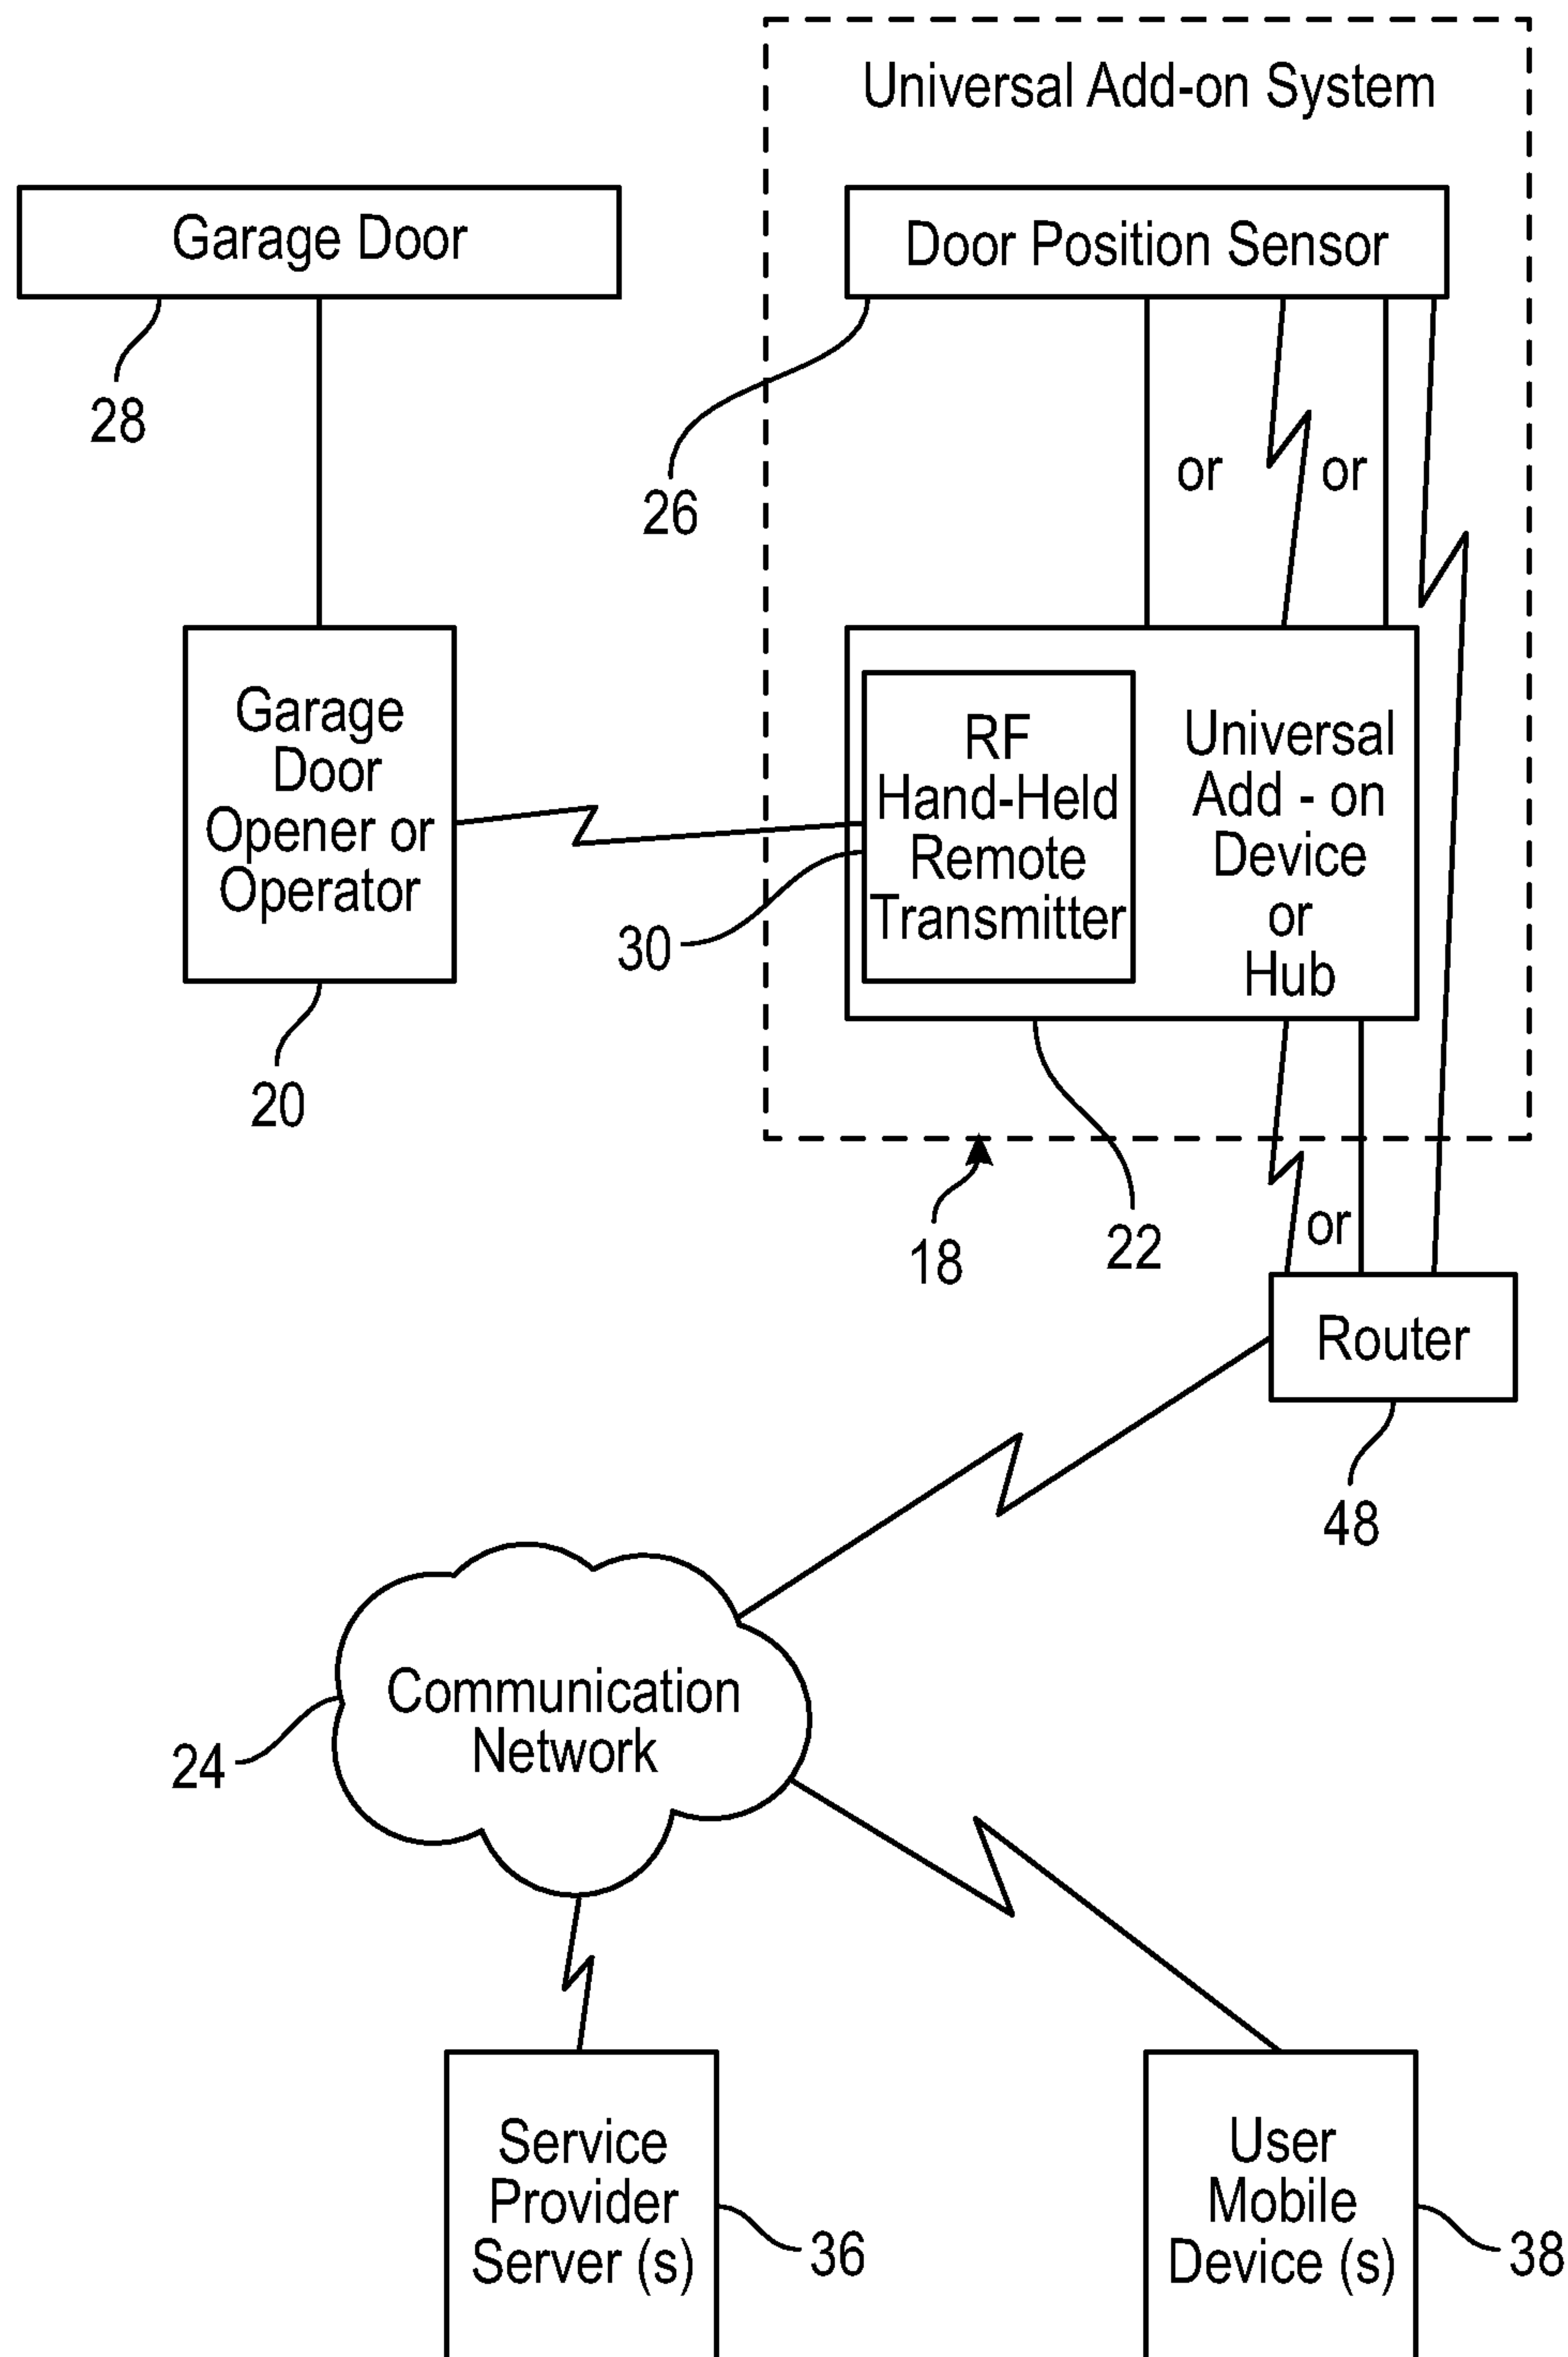 Universal Add-on System
Garage Door
Door Position Sensor
28
26
or
or
Garage
Door
Opener or
Operator
RF
Hand-Held
Remote
Transmitter
Universal
Add - on
Device
or
Hub
30
20
18
22
or
Router
48
Communication
Network
24
Service
Provider
Server (s)
36
User
Mobile
Device (s)
38